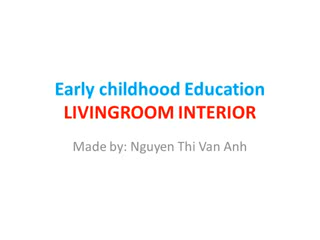 Early childhood Education
LIVINGROOM INTERIOR
Made by: Nguyen Thi Van Anh